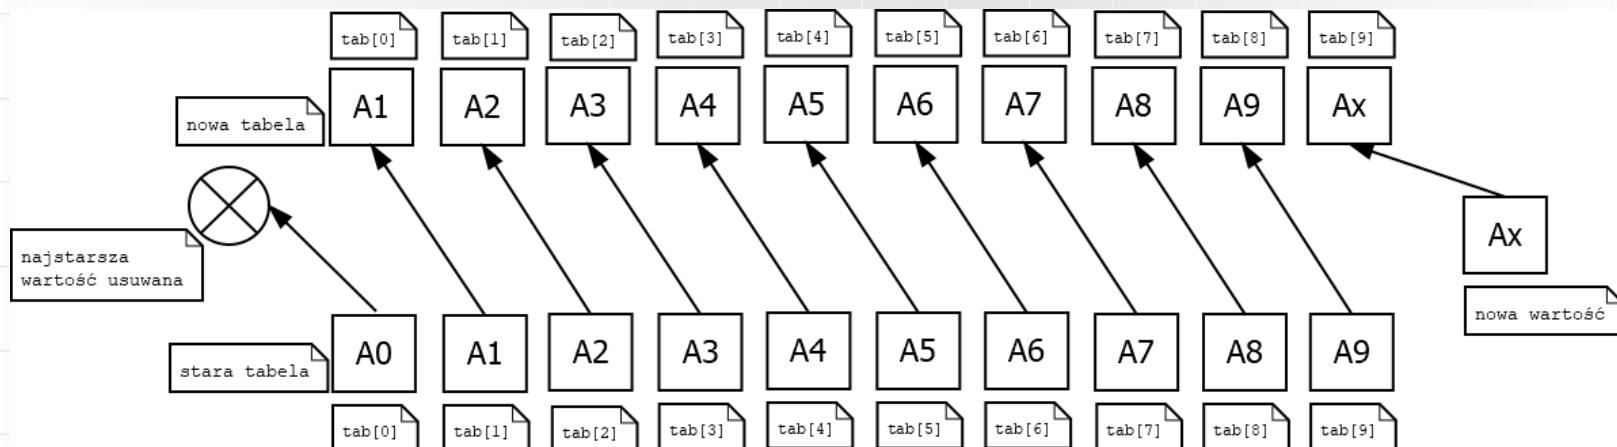 tab[0] tab[1] tab[2] tab[3] tab[4] tab[5] tab[6] tab[7] tab[8] tab[9]
nowa tabela A1 A2 A3 A4 A5 A6 A7 A8 A9 Ax
najstarsza
wartość usuwana
Ax
nowa wartość
stara tabela A0 A1 A2 A3 A4 A5 A6 A7 A8 A9
tab[0] tab[1] tab[2] tab[3] tab[4] tab[5] tab[6] tab[7] tab[8] tab[9]